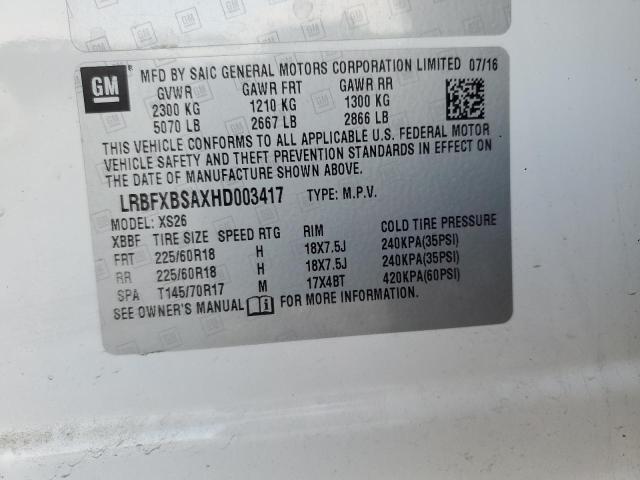 GM
MFD BY SAIC GENERAL MOTORS CORPORATION LIMITED 07/16
GVWR GAWR FRT GAWR RR
2300 KG 1210 KG 1300 KG
5070 LB 2667 LB 2866 LB
THIS VEHICLE CONFORMS TO ALL APPLICABLE U.S. FEDERAL MOTOR
VEHICLE SAFETY AND THEFT PREVENTION STANDARDS IN EFFECT ON
THE DATE OF MANUFACTURE SHOWN ABOVE.
LRBFXBSAXHD003417 TYPE: M.P.V.
MODEL: XS26
XBBF TIRE SIZE SPEED RTG RIM COLD TIRE PRESSURE
FRT 225/60R18 H 18X7.5J 240KPA(35PSI)
RR 225/60R18 H 18X7.5J 240KPA(35PSI)
SPA T145/70R17 M 17X4BT 420KPA(60PSI)
SEE OWNER'S MANUAL FOR MORE INFORMATION.